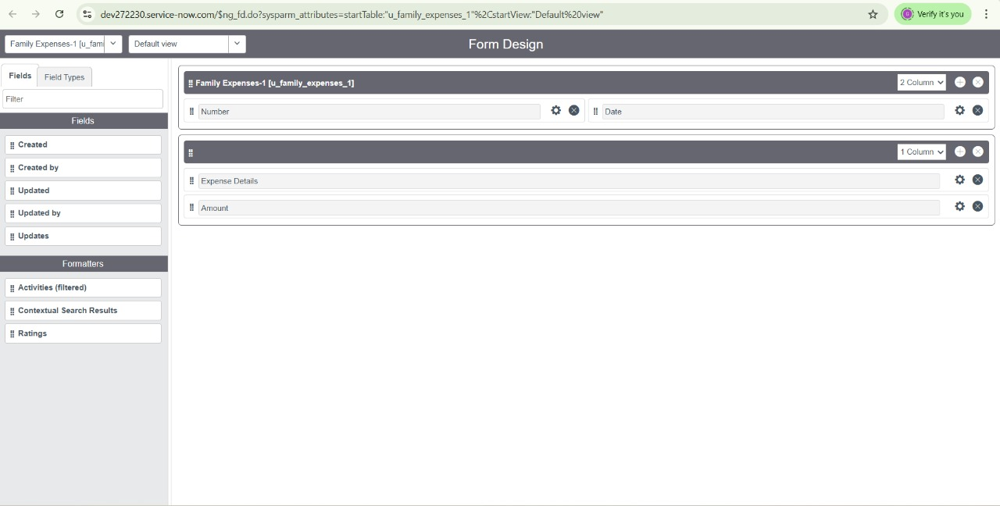 dev272230.service-now.com/$ng_fd.do?sysparm_attributes=startTable:"u_family_expenses_1"%2CstartView:"Default%20view"
Verify it's you
Family Expenses-1 [u_fami
Default view
Form Design
Fields
Field Types
Filter
Fields
Created
Created by
Updated
Updated by
Updates
Formatters
Activities (filtered)
Contextual Search Results
Ratings
Family Expenses-1 [u_family_expenses_1]
2 Column
Number
Date
1 Column
Expense Details
Amount